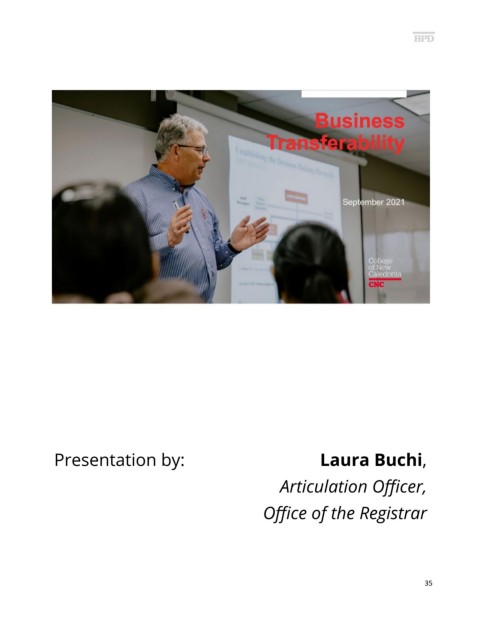 BPD
Business
Transferability
September 2021
College
of New
Caledonia
CNC
Presentation by:
Laura Buchi,
Articulation Officer,
Office of the Registrar
35